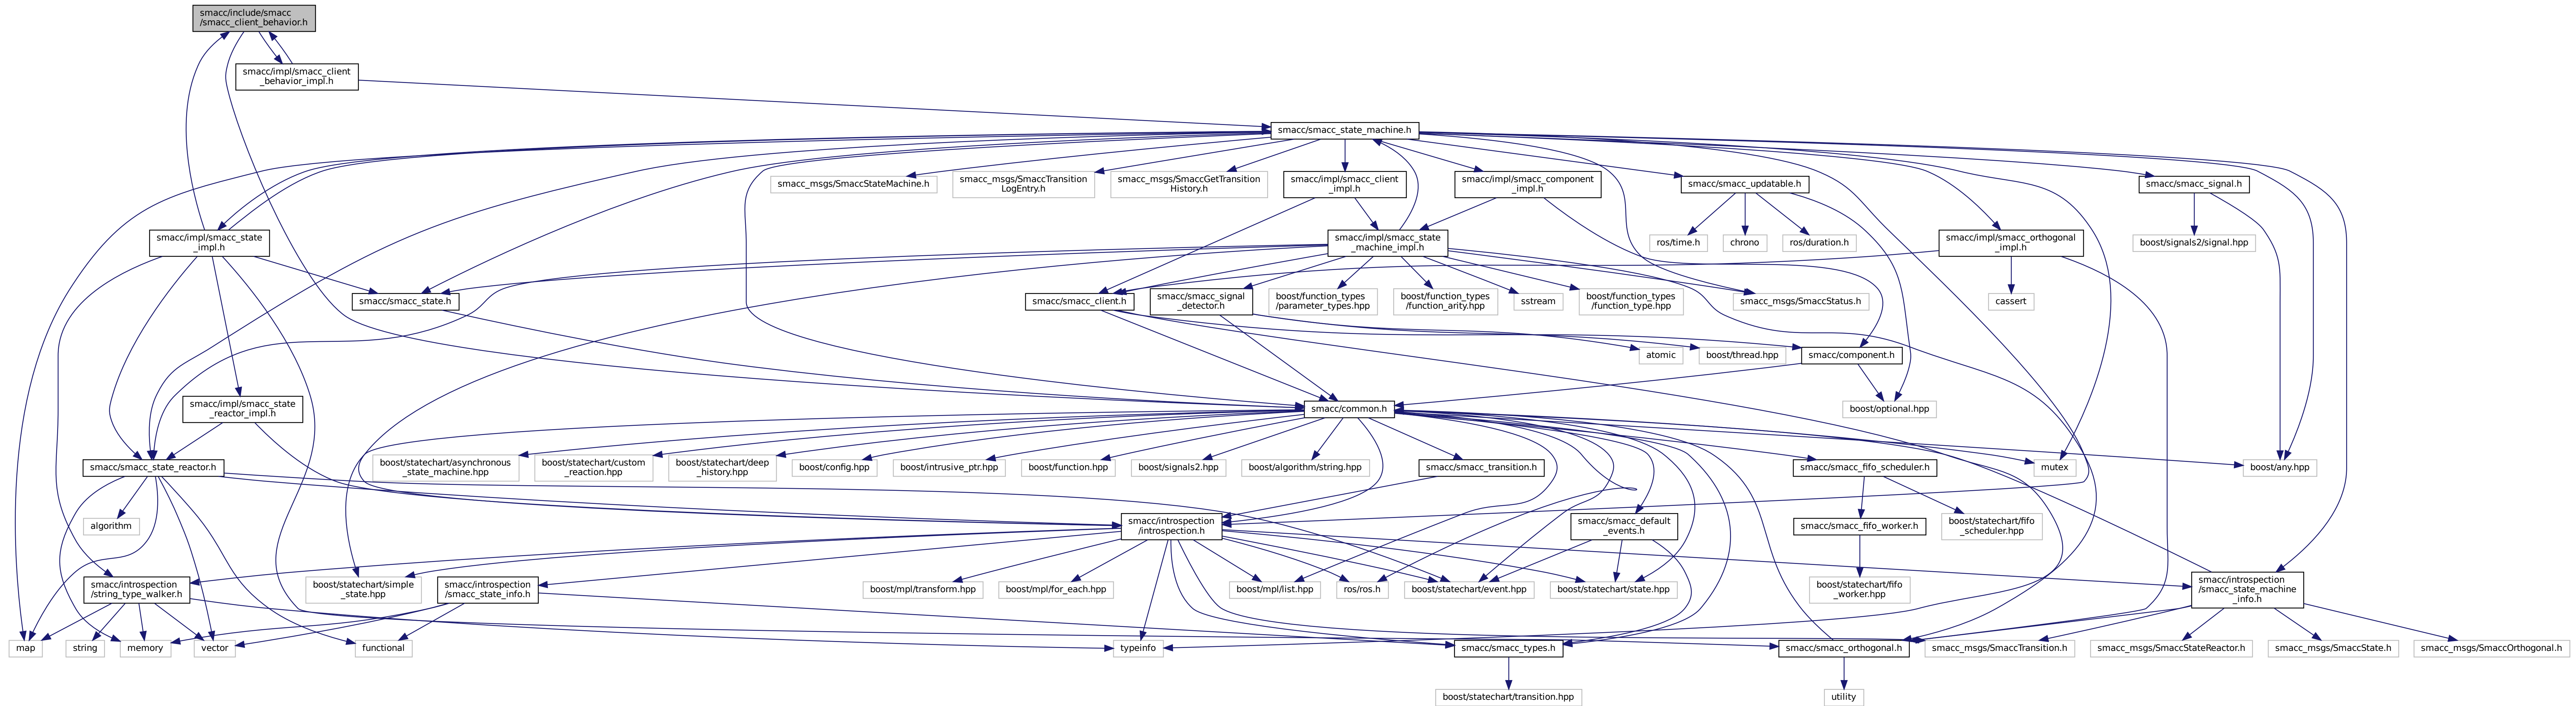 smacc/include/smacc
/smacc_client_behavior.h
smacc/impl/smacc_client
_behavior_impl.h
smacc/smacc_state_machine.h
smacc_msgs/SmaccStateMachine.h
smacc_msgs/SmaccTransition
LogEntry.h
smacc_msgs/SmaccGetTransition
History.h
smacc/impl/smacc_client
_impl.h
smacc/impl/smacc_component
_impl.h
smacc/smacc_updatable.h
smacc/smacc_signal.h
smacc/impl/smacc_state
_impl.h
smacc/impl/smacc_state
_machine_impl.h
ros/time.h
chrono
ros/duration.h
smacc/impl/smacc_orthogonal
_impl.h
boost/signals2/signal.hpp
smacc/smacc_state.h
smacc/smacc_client.h
smacc/smacc_signal
_detector.h
boost/function_types
/parameter_types.hpp
boost/function_types
/function_arity.hpp
sstream
boost/function_types
/function_type.hpp
smacc_msgs/SmaccStatus.h
cassert
atomic
boost/thread.hpp
smacc/component.h
smacc/impl/smacc_state
_reactor_impl.h
smacc/common.h
boost/optional.hpp
smacc/smacc_state_reactor.h
boost/statechart/asynchronous
_state_machine.hpp
boost/statechart/custom
_reaction.hpp
boost/statechart/deep
_history.hpp
boost/config.hpp
boost/intrusive_ptr.hpp
boost/function.hpp
boost/signals2.hpp
boost/algorithm/string.hpp
smacc/smacc_transition.h
smacc/smacc_fifo_scheduler.h
mutex
boost/any.hpp
algorithm
smacc/introspection
/introspection.h
smacc/smacc_default
_events.h
smacc/smacc_fifo_worker.h
boost/statechart/fifo
_scheduler.hpp
smacc/introspection
/string_type_walker.h
boost/statechart/simple
_state.hpp
smacc/introspection
/smacc_state_info.h
boost/mpl/transform.hpp
boost/mpl/for_each.hpp
boost/mpl/list.hpp
ros/ros.h
boost/statechart/event.hpp
boost/statechart/state.hpp
boost/statechart/fifo
_worker.hpp
smacc/introspection
/smacc_state_machine
_info.h
map
string
memory
vector
functional
typeinfo
smacc/smacc_types.h
smacc/smacc_orthogonal.h
smacc_msgs/SmaccTransition.h
smacc_msgs/SmaccStateReactor.h
smacc_msgs/SmaccState.h
smacc_msgs/SmaccOrthogonal.h
boost/statechart/transition.hpp
utility